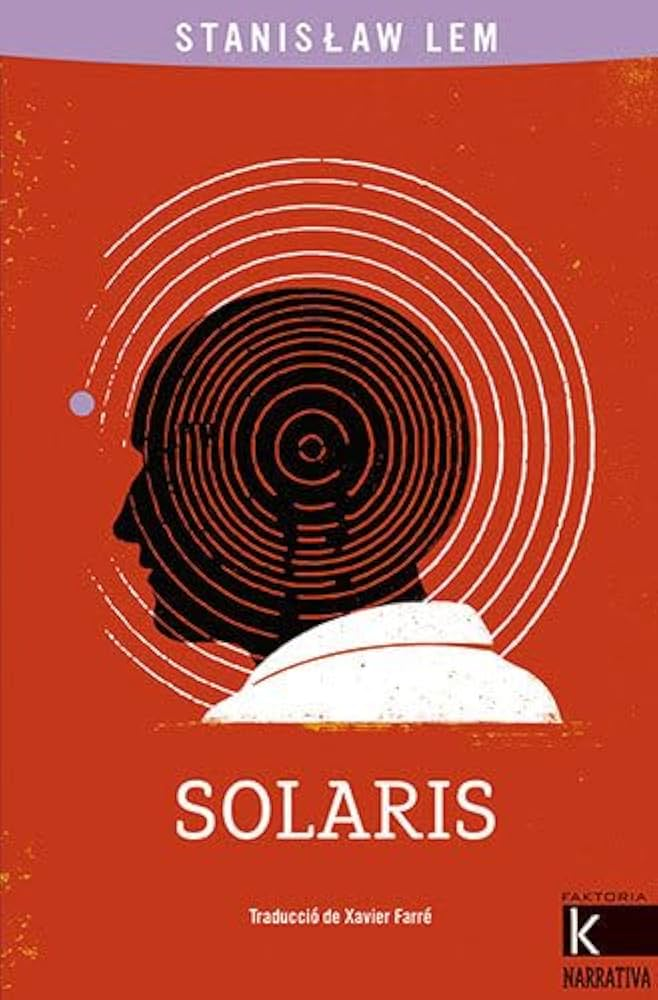 STANISŁAW LEM
SOLARIS
Traducció de Xavier Farré
FAKTORIA
k
NARRATIVA